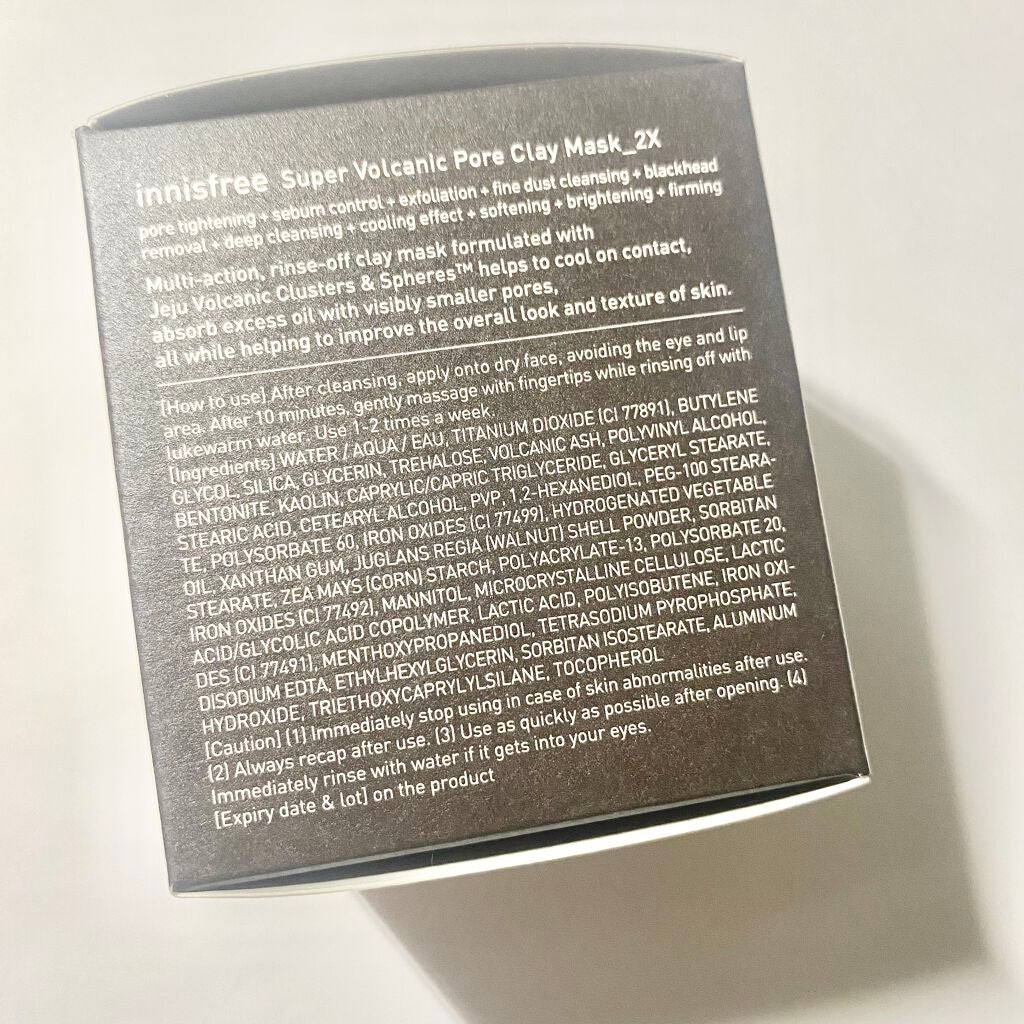 innisfree Super Volcanic Pore Clay Mask_2X
pore tightening + sebum control + exfoliation + fine dust cleansing + blackhead
removal + deep cleansing + cooling effect + softening + brightening + firming
Multi-action, rinse-off clay mask formulated with
Jeju Volcanic Clusters & Spheres™ helps to cool on contact,
absorb excess oil with visibly smaller pores,
all while helping to improve the overall look and texture of skin.
[How to use] After cleansing, apply onto dry face, avoiding the eye and lip
area. After 10 minutes, gently massage with fingertips while rinsing off with
lukewarm water. Use 1-2 times a week.
[Ingredients] WATER / AQUA / EAU, TITANIUM DIOXIDE (CI 77891), BUTYLENE
GLYCOL, SILICA, GLYCERIN, TREHALOSE, VOLCANIC ASH, POLYVINYL ALCOHOL,
BENTONITE, KAOLIN, CAPRYLIC/CAPRIC TRIGLYCERIDE, GLYCERYL STEARATE,
STEARIC ACID, CETEARYL ALCOHOL, PVP, 1,2-HEXANEDIOL, PEG-100 STEARA-
TE, POLYSORBATE 60, IRON OXIDES (CI 77499), HYDROGENATED VEGETABLE
OIL, XANTHAN GUM, JUGLANS REGIA (WALNUT) SHELL POWDER, SORBITAN
STEARATE, ZEA MAYS (CORN) STARCH, POLYACRYLATE-13, POLYSORBATE 20,
IRON OXIDES (CI 77492), MANNITOL, MICROCRYSTALLINE CELLULOSE, LACTIC
ACID/GLYCOLIC ACID COPOLYMER, LACTIC ACID, POLYISOBUTENE, IRON OXI-
DES (CI 77491), MENTHOXYPROPANEDIOL, TETRASODIUM PYROPHOSPHATE,
DISODIUM EDTA, ETHYLHEXYLGLYCERIN, SORBITAN ISOSTEARATE, ALUMINUM
HYDROXIDE, TRIETHOXYCAPRYLYLSILANE, TOCOPHEROL
[Caution] (1) Immediately stop using in case of skin abnormalities after use.
(2) Always recap after use. (3) Use as quickly as possible after opening. (4)
Immediately rinse with water if it gets into your eyes.
[Expiry date & lot] on the product